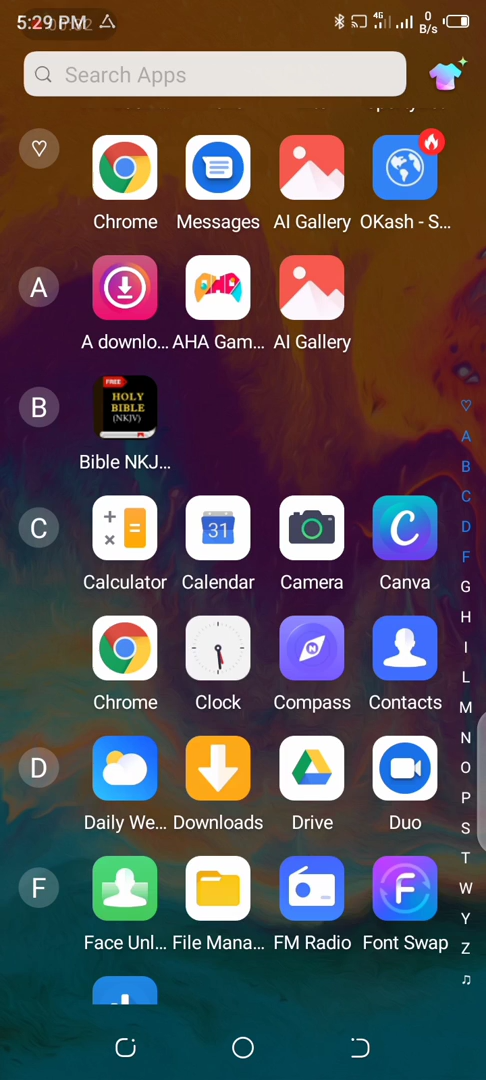 5:29 PM
4G
0
B/s
Search Apps
♡
Chrome Messages AI Gallery OKash - S...
A
A downlo... AHA Gam... AI Gallery
B
FREE
HOLY
BIBLE
(NKJV)
Bible NKJ...
C
31
C
Calculator Calendar Camera Canva
N
Chrome Clock Compass Contacts
D
Daily We... Downloads Drive Duo
F
F
Face Unl... File Mana... FM Radio Font Swap
♡
A
B
C
D
F
G
H
I
L
M
N
O
P
S
T
W
Y
Z
♫